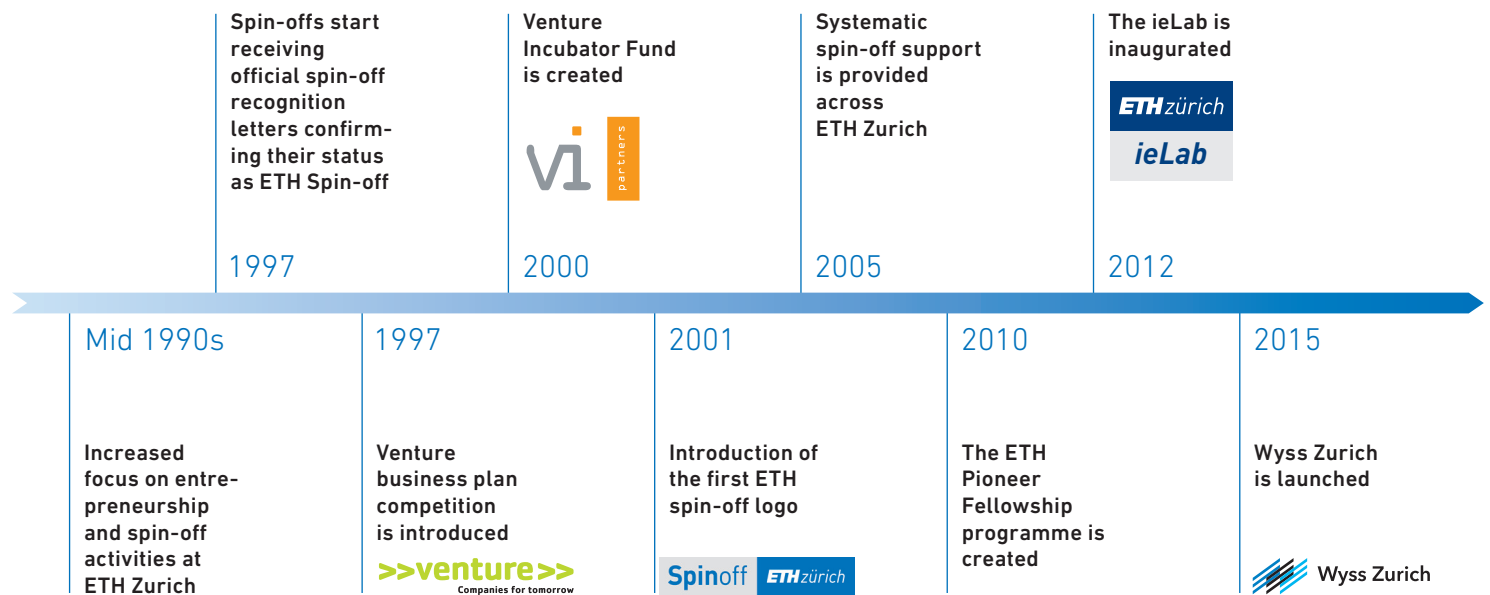 Spin-offs start
receiving
official spin-off
recognition
letters confirm-
ing their status
as ETH Spin-off
1997
Venture
Incubator Fund
is created
vi
partners
2000
Systematic
spin-off support
is provided
across
ETH Zurich
2005
The ieLab is
inaugurated
ETH zürich
ieLab
2012
Mid 1990s
Increased
focus on entre-
preneurship
and spin-off
activities at
ETH Zurich
1997
Venture
business plan
competition
is introduced
>>venture>>
Companies for tomorrow
2001
Introduction of
the first ETH
spin-off logo
Spinoff ETH zürich
2010
The ETH
Pioneer
Fellowship
programme is
created
2015
Wyss Zurich
is launched
Wyss Zurich